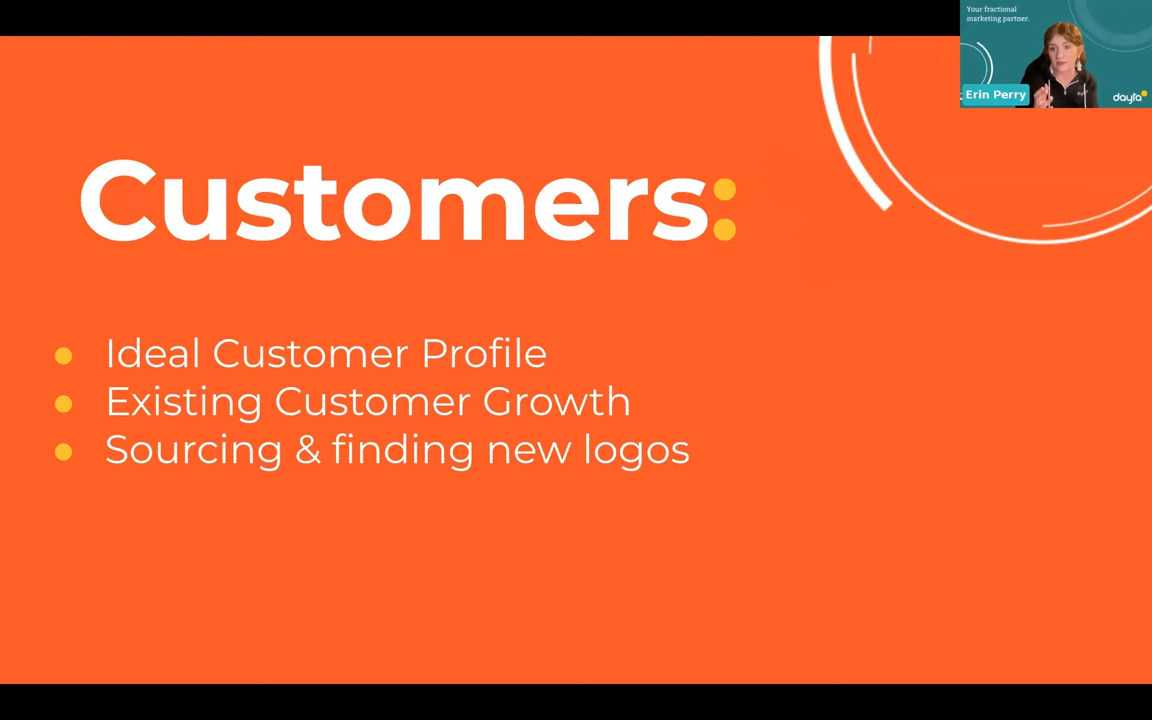 Your fractional
marketing partner.
Erin Perry
dayta
Customers:
Ideal Customer Profile
Existing Customer Growth
Sourcing & finding new logos